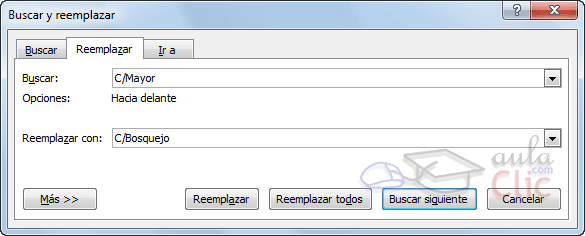 Buscar y reemplazar
Buscar Reemplazar Ir a
Buscar: C/Mayor
Opciones: Hacia delante
Reemplazar con: C/Bosquejo
aula
.com
Clic
Más >> Reemplazar Reemplazar todos Buscar siguiente Cancelar